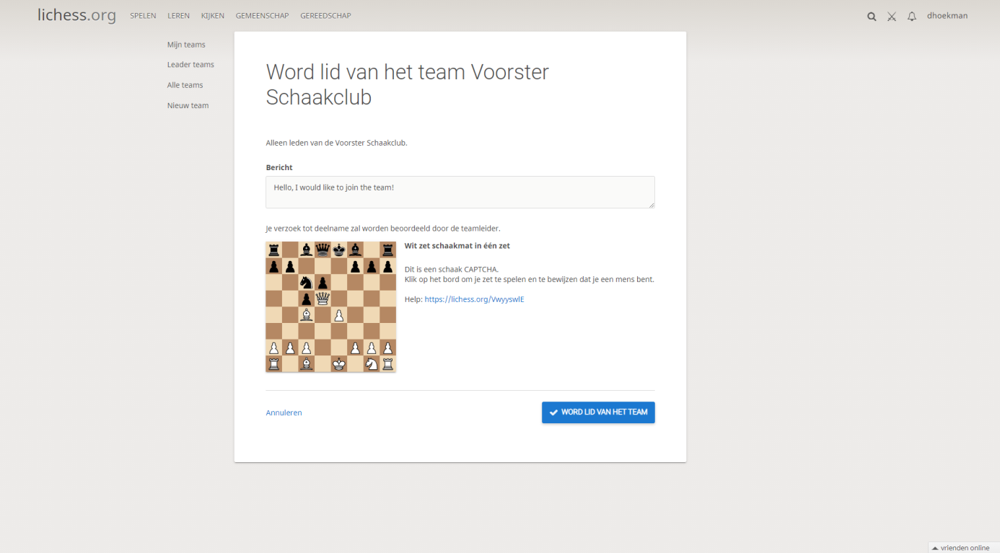 lichess.org SPELEN LEREN KIJKEN GEMEENSCHAP GEREEDSCHAP dhoekman
Mijn teams
Leader teams
Alle teams
Nieuw team
Word lid van het team Voorster
Schaakclub
Alleen leden van de Voorster Schaakclub.
Bericht
Hello, I would like to join the team!
Je verzoek tot deelname zal worden beoordeeld door de teamleider.
Wit zet schaakmat in één zet
Dit is een schaak CAPTCHA.
Klik op het bord om je zet te spelen en te bewijzen dat je een mens bent.
Help: https://lichess.org/VwyyswlE
Annuleren
WORD LID VAN HET TEAM
vrienden online